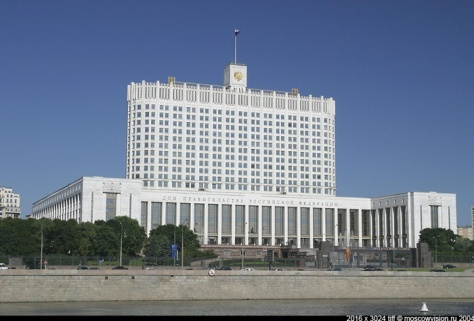 ДОМ ПРАВИТЕЛЬСТВА РОССИЙСКОЙ ФЕДЕРАЦИИ
2016 x 3024 tiff © moscowvision.ru 2004